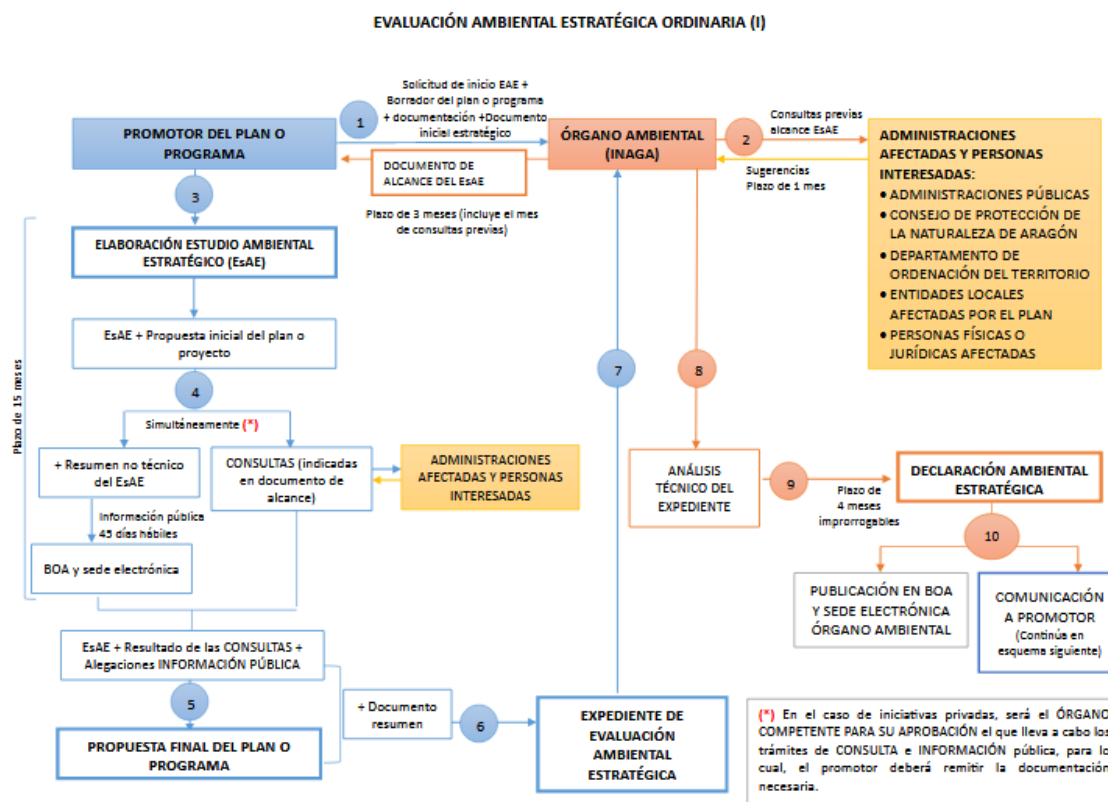 EVALUACIÓN AMBIENTAL ESTRATÉGICA ORDINARIA (I)
PROMOTOR DEL PLAN O
PROGRAMA
1
Solicitud de inicio EAE +
Borrador del plan o programa
+ documentación +Documento
inicial estratégico
DOCUMENTO DE
ALCANCE DEL EsAE
Plazo de 3 meses (incluye el mes
de consultas previas)
ÓRGANO AMBIENTAL
(INAGA)
2
Consultas previas
alcance EsAE
Sugerencias
Plazo de 1 mes
ADMINISTRACIONES
AFECTADAS Y PERSONAS
INTERESADAS:
• ADMINISTRACIONES PÚBLICAS
• CONSEJO DE PROTECCIÓN DE
LA NATURALEZA DE ARAGÓN
• DEPARTAMENTO DE
ORDENACIÓN DEL TERRITORIO
• ENTIDADES LOCALES
AFECTADAS POR EL PLAN
• PERSONAS FÍSICAS O
JURÍDICAS AFECTADAS
3
Plazo de 15 meses
ELABORACIÓN ESTUDIO AMBIENTAL
ESTRATÉGICO (EsAE)
EsAE + Propuesta inicial del plan o
proyecto
4
Simultáneamente (*)
+ Resumen no técnico
del EsAE
CONSULTAS (indicadas
en documento de
alcance)
ADMINISTRACIONES
AFECTADAS Y PERSONAS
INTERESADAS
Información pública
45 días hábiles
BOA y sede electrónica
EsAE + Resultado de las CONSULTAS +
Alegaciones INFORMACIÓN PÚBLICA
5
PROPUESTA FINAL DEL PLAN O
PROGRAMA
+ Documento
resumen
6
EXPEDIENTE DE
EVALUACIÓN
AMBIENTAL
ESTRATÉGICA
7
8
ANÁLISIS
TÉCNICO DEL
EXPEDIENTE
9
Plazo de
4 meses
improrrogables
DECLARACIÓN AMBIENTAL
ESTRATÉGICA
10
PUBLICACIÓN EN BOA
Y SEDE ELECTRÓNICA
ÓRGANO AMBIENTAL
COMUNICACIÓN
A PROMOTOR
(Continúa en
esquema siguiente)
(*) En el caso de iniciativas privadas, será el ÓRGANO
COMPETENTE PARA SU APROBACIÓN el que lleva a cabo los
trámites de CONSULTA e INFORMACIÓN pública, para lo
cual, el promotor deberá remitir la documentación
necesaria.